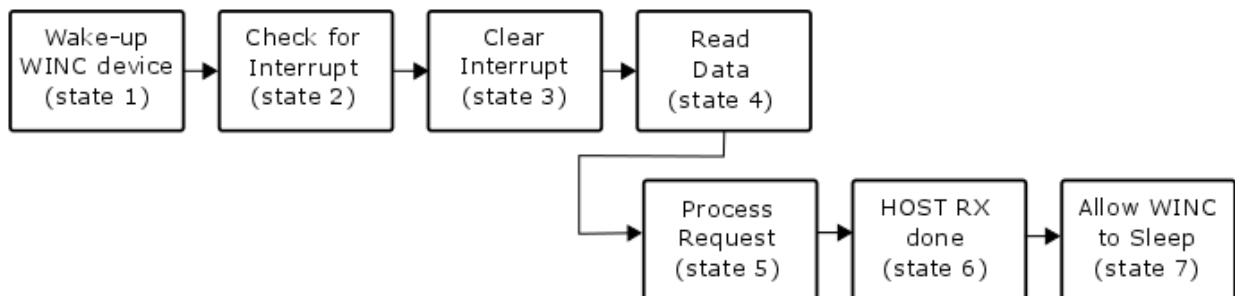 Wake-up
WINC device
(state 1)
Check for
Interrupt
(state 2)
Clear
Interrupt
(state 3)
Read
Data
(state 4)
Process
Request
(state 5)
HOST RX
done
(state 6)
Allow WINC
to Sleep
(state 7)